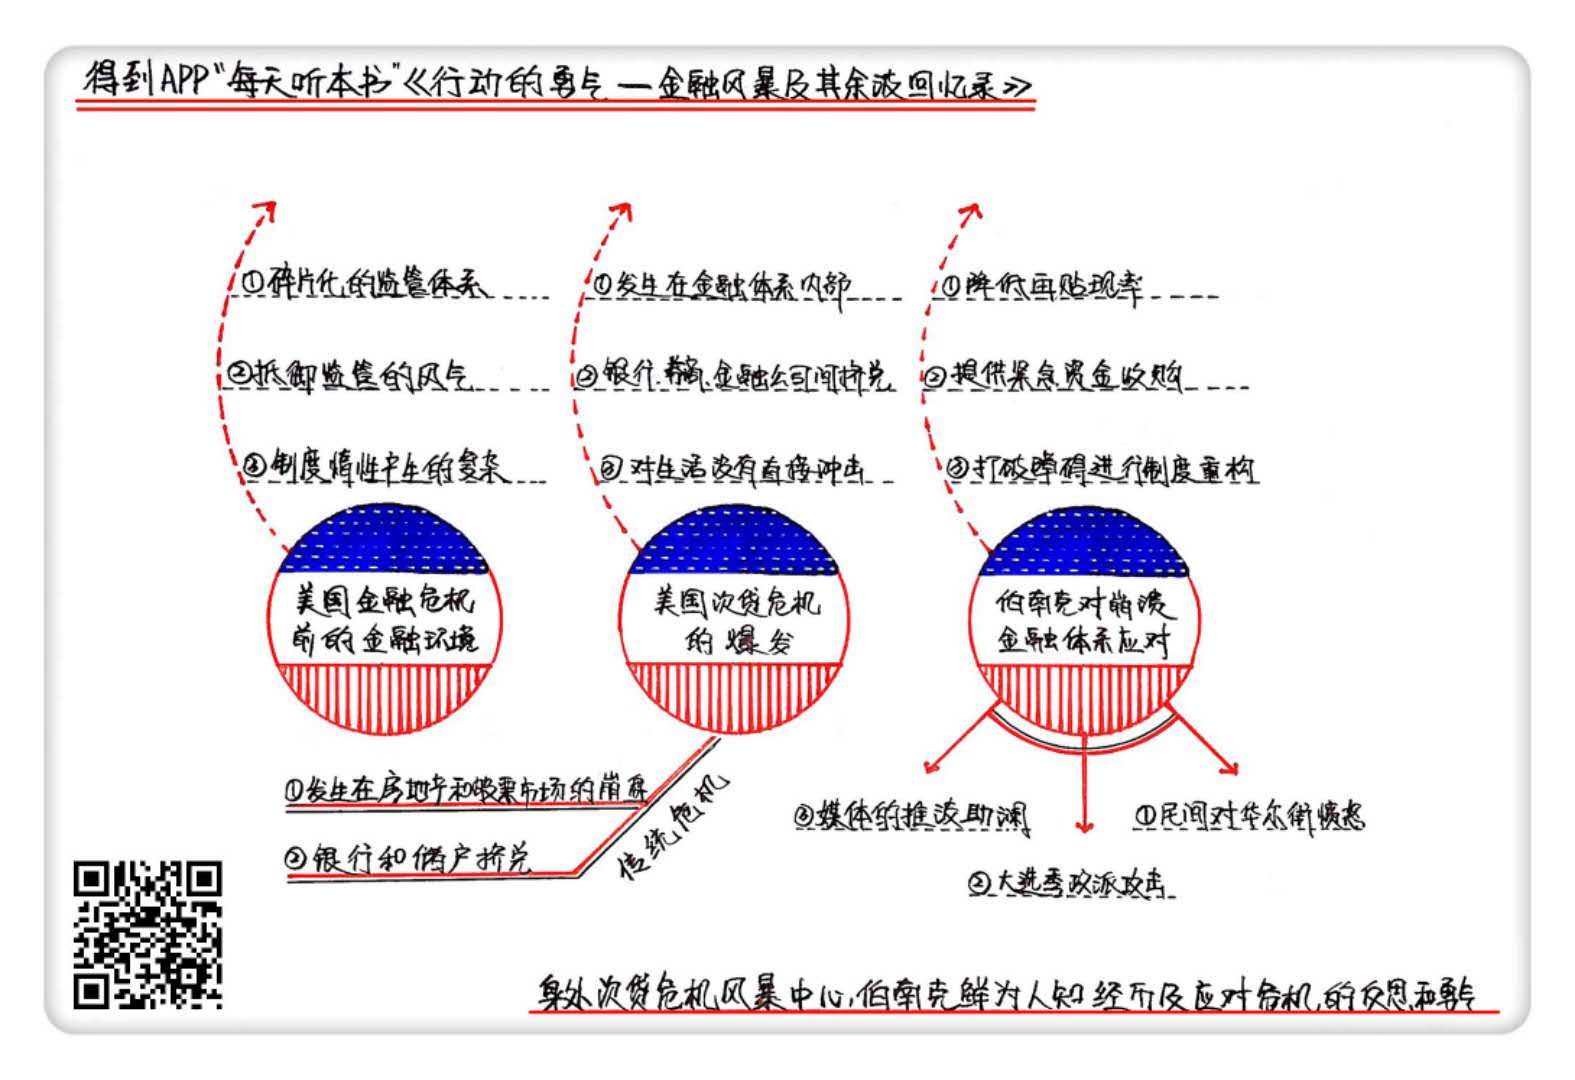 得到APP“每天听本书”《行动的勇气—金融风暴及其余波回忆录》
①碎片化的监管体系
②抵御监管的风气
③制度惰性产生的复杂
美国金融危机
前的金融环境
①发生在金融体系内部
②银行.券商.金融公司间挤兑
③对生活没有直接冲击
美国次贷危机
的爆发
①发生在房地产和股票市场的崩盘
②银行和储户挤兑
传统危机
①降低再贴现率
②提供紧急资金收购
③打破障碍进行制度重构
伯南克对崩溃
金融体系应对
③媒体的推波助澜
①民间对华尔街愤怒
②大选季政派攻击
身处次贷危机风暴中心,伯南克鲜为人知经历及应对危机的反思和勇气